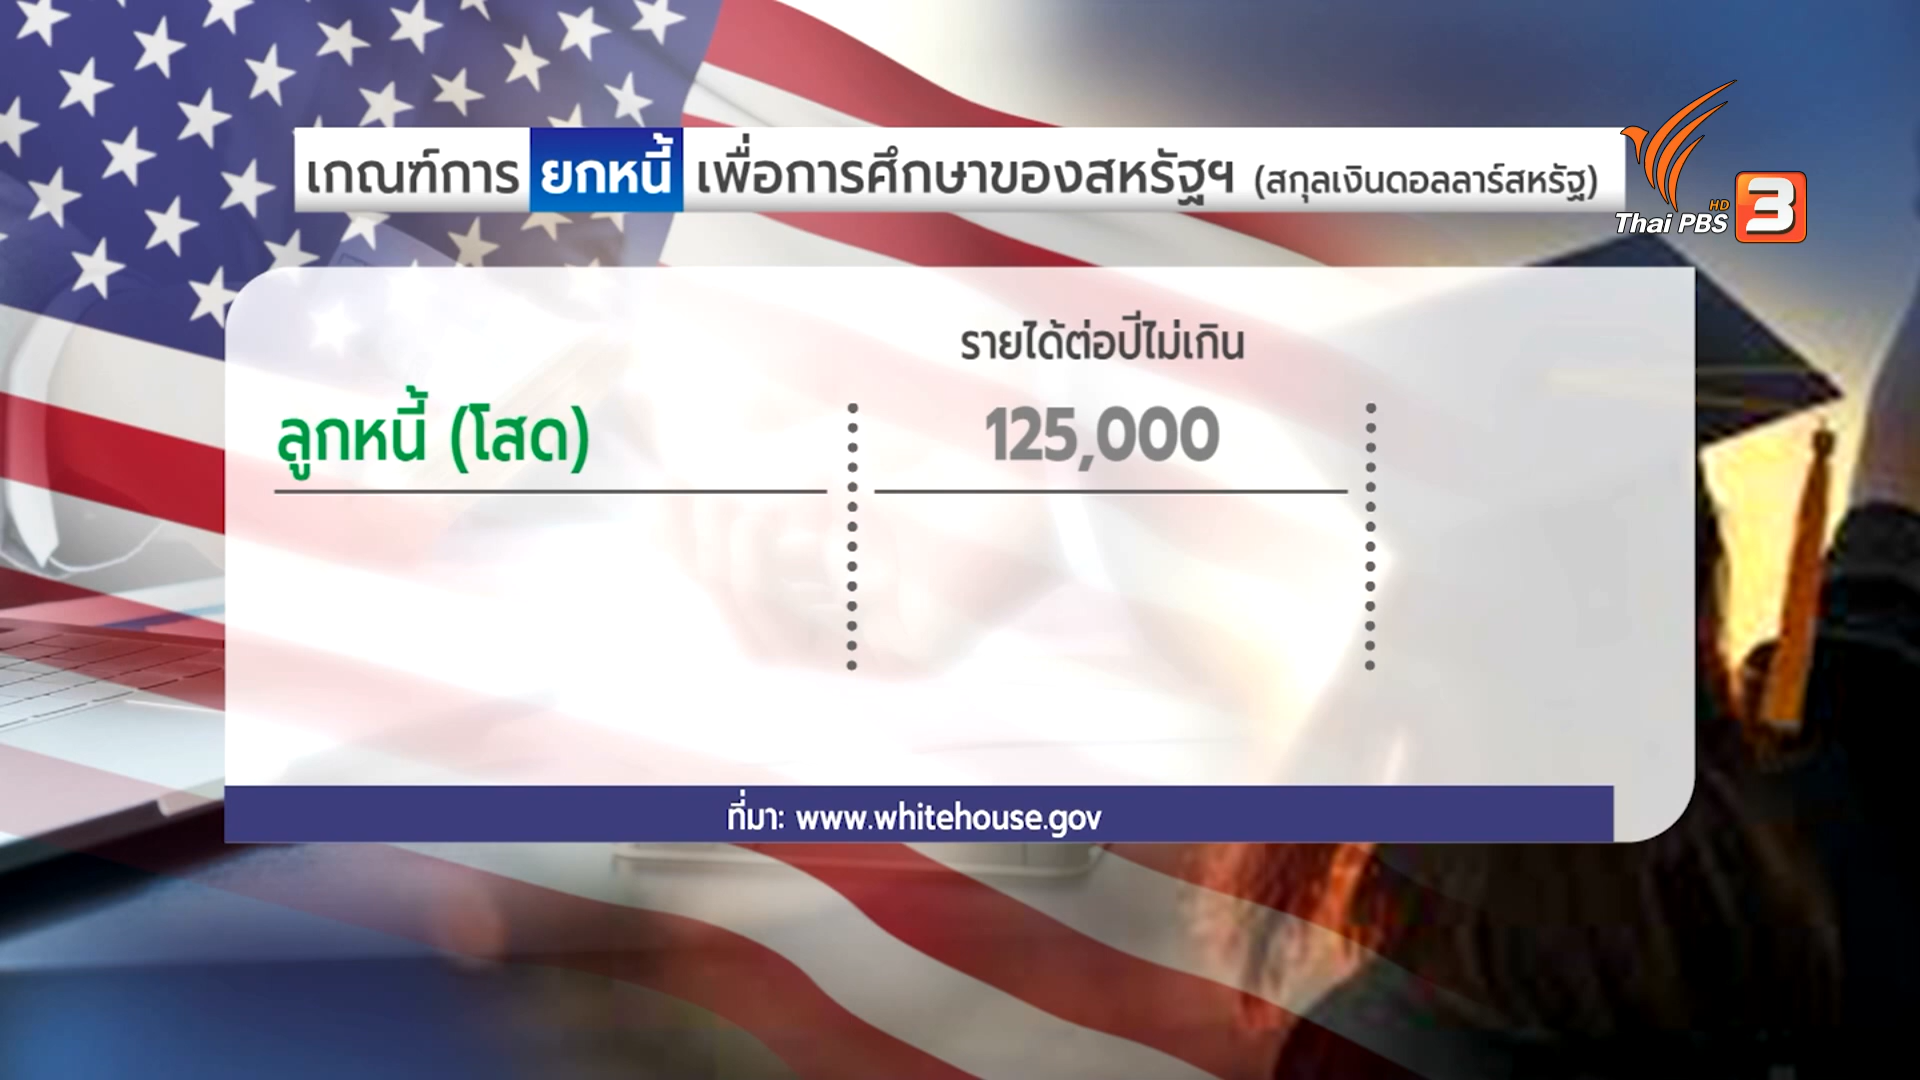 เกณฑ์การ ยกหนี้ เพื่อการศึกษาของสหรัฐฯ (สกุลเงินดอลลาร์สหรัฐ)
HD
Thai PBS 3
รายได้ต่อปีไม่เกิน
ลูกหนี้ (โสด) 125,000
ที่มา: www.whitehouse.gov